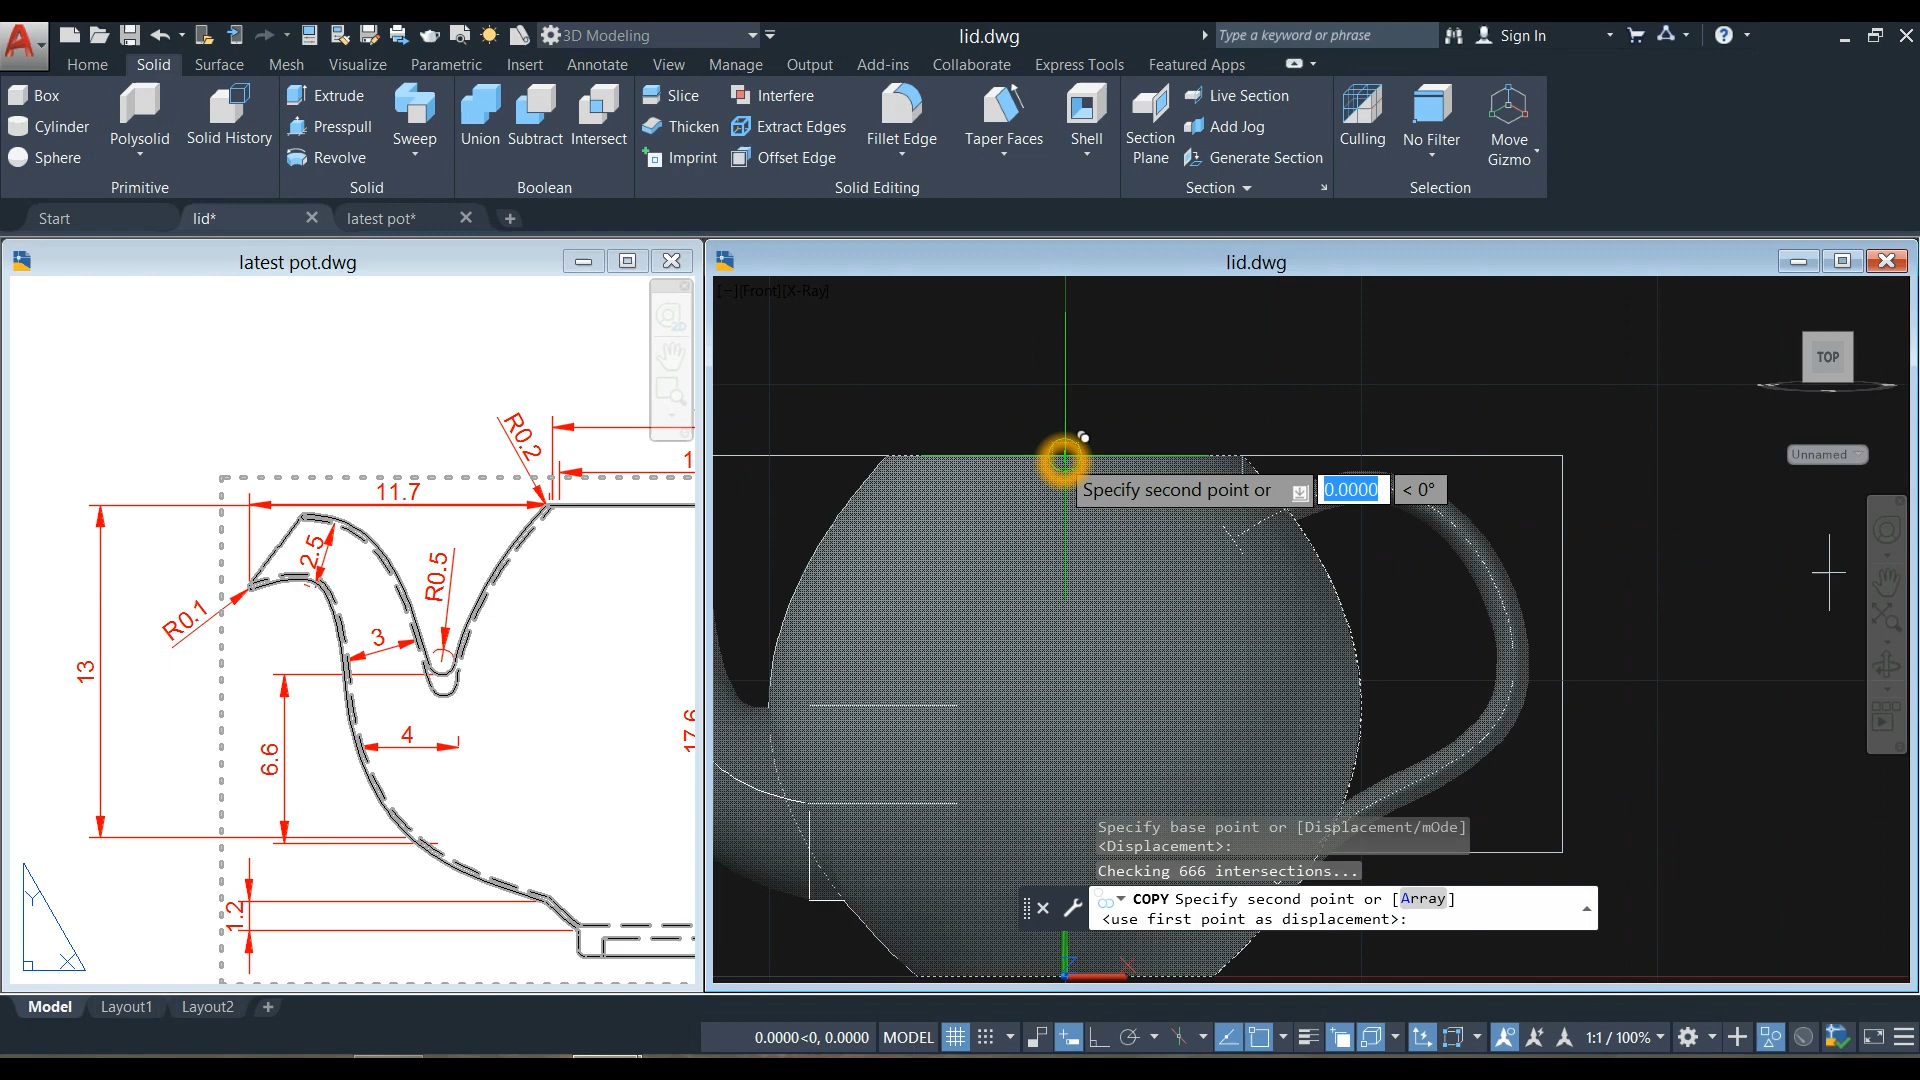 3D Modeling
lid.dwg
Type a keyword or phrase
Sign In
Home Solid Surface Mesh Visualize Parametric Insert Annotate View Manage Output Add-ins Collaborate Express Tools Featured Apps
Box
Cylinder
Sphere
Polysolid
Solid History
Primitive
Extrude
Presspull
Revolve
Sweep
Solid
Union
Subtract
Intersect
Boolean
Slice
Thicken
Imprint
Interfere
Extract Edges
Offset Edge
Fillet Edge
Taper Faces
Shell
Solid Editing
Section
Plane
Live Section
Add Jog
Generate Section
Section
Culling
No Filter
Move
Gizmo
Selection
Start
lid*
latest pot*
latest pot.dwg
lid.dwg
[−][Front][X-Ray]
TOP
Unnamed
R0.2
1
11.7
2.5
R0.5
R0.1
3
13
6.6
4
17.6
1.2
Y
X
Specify second point or
0.0000
< 0°
Specify base point or [Displacement/mOde]
<Displacement>:
Checking 666 intersections...
COPY Specify second point or [Array]
<use first point as displacement>:
X
Model
Layout1
Layout2
0.0000<0, 0.0000
MODEL
1:1 / 100%